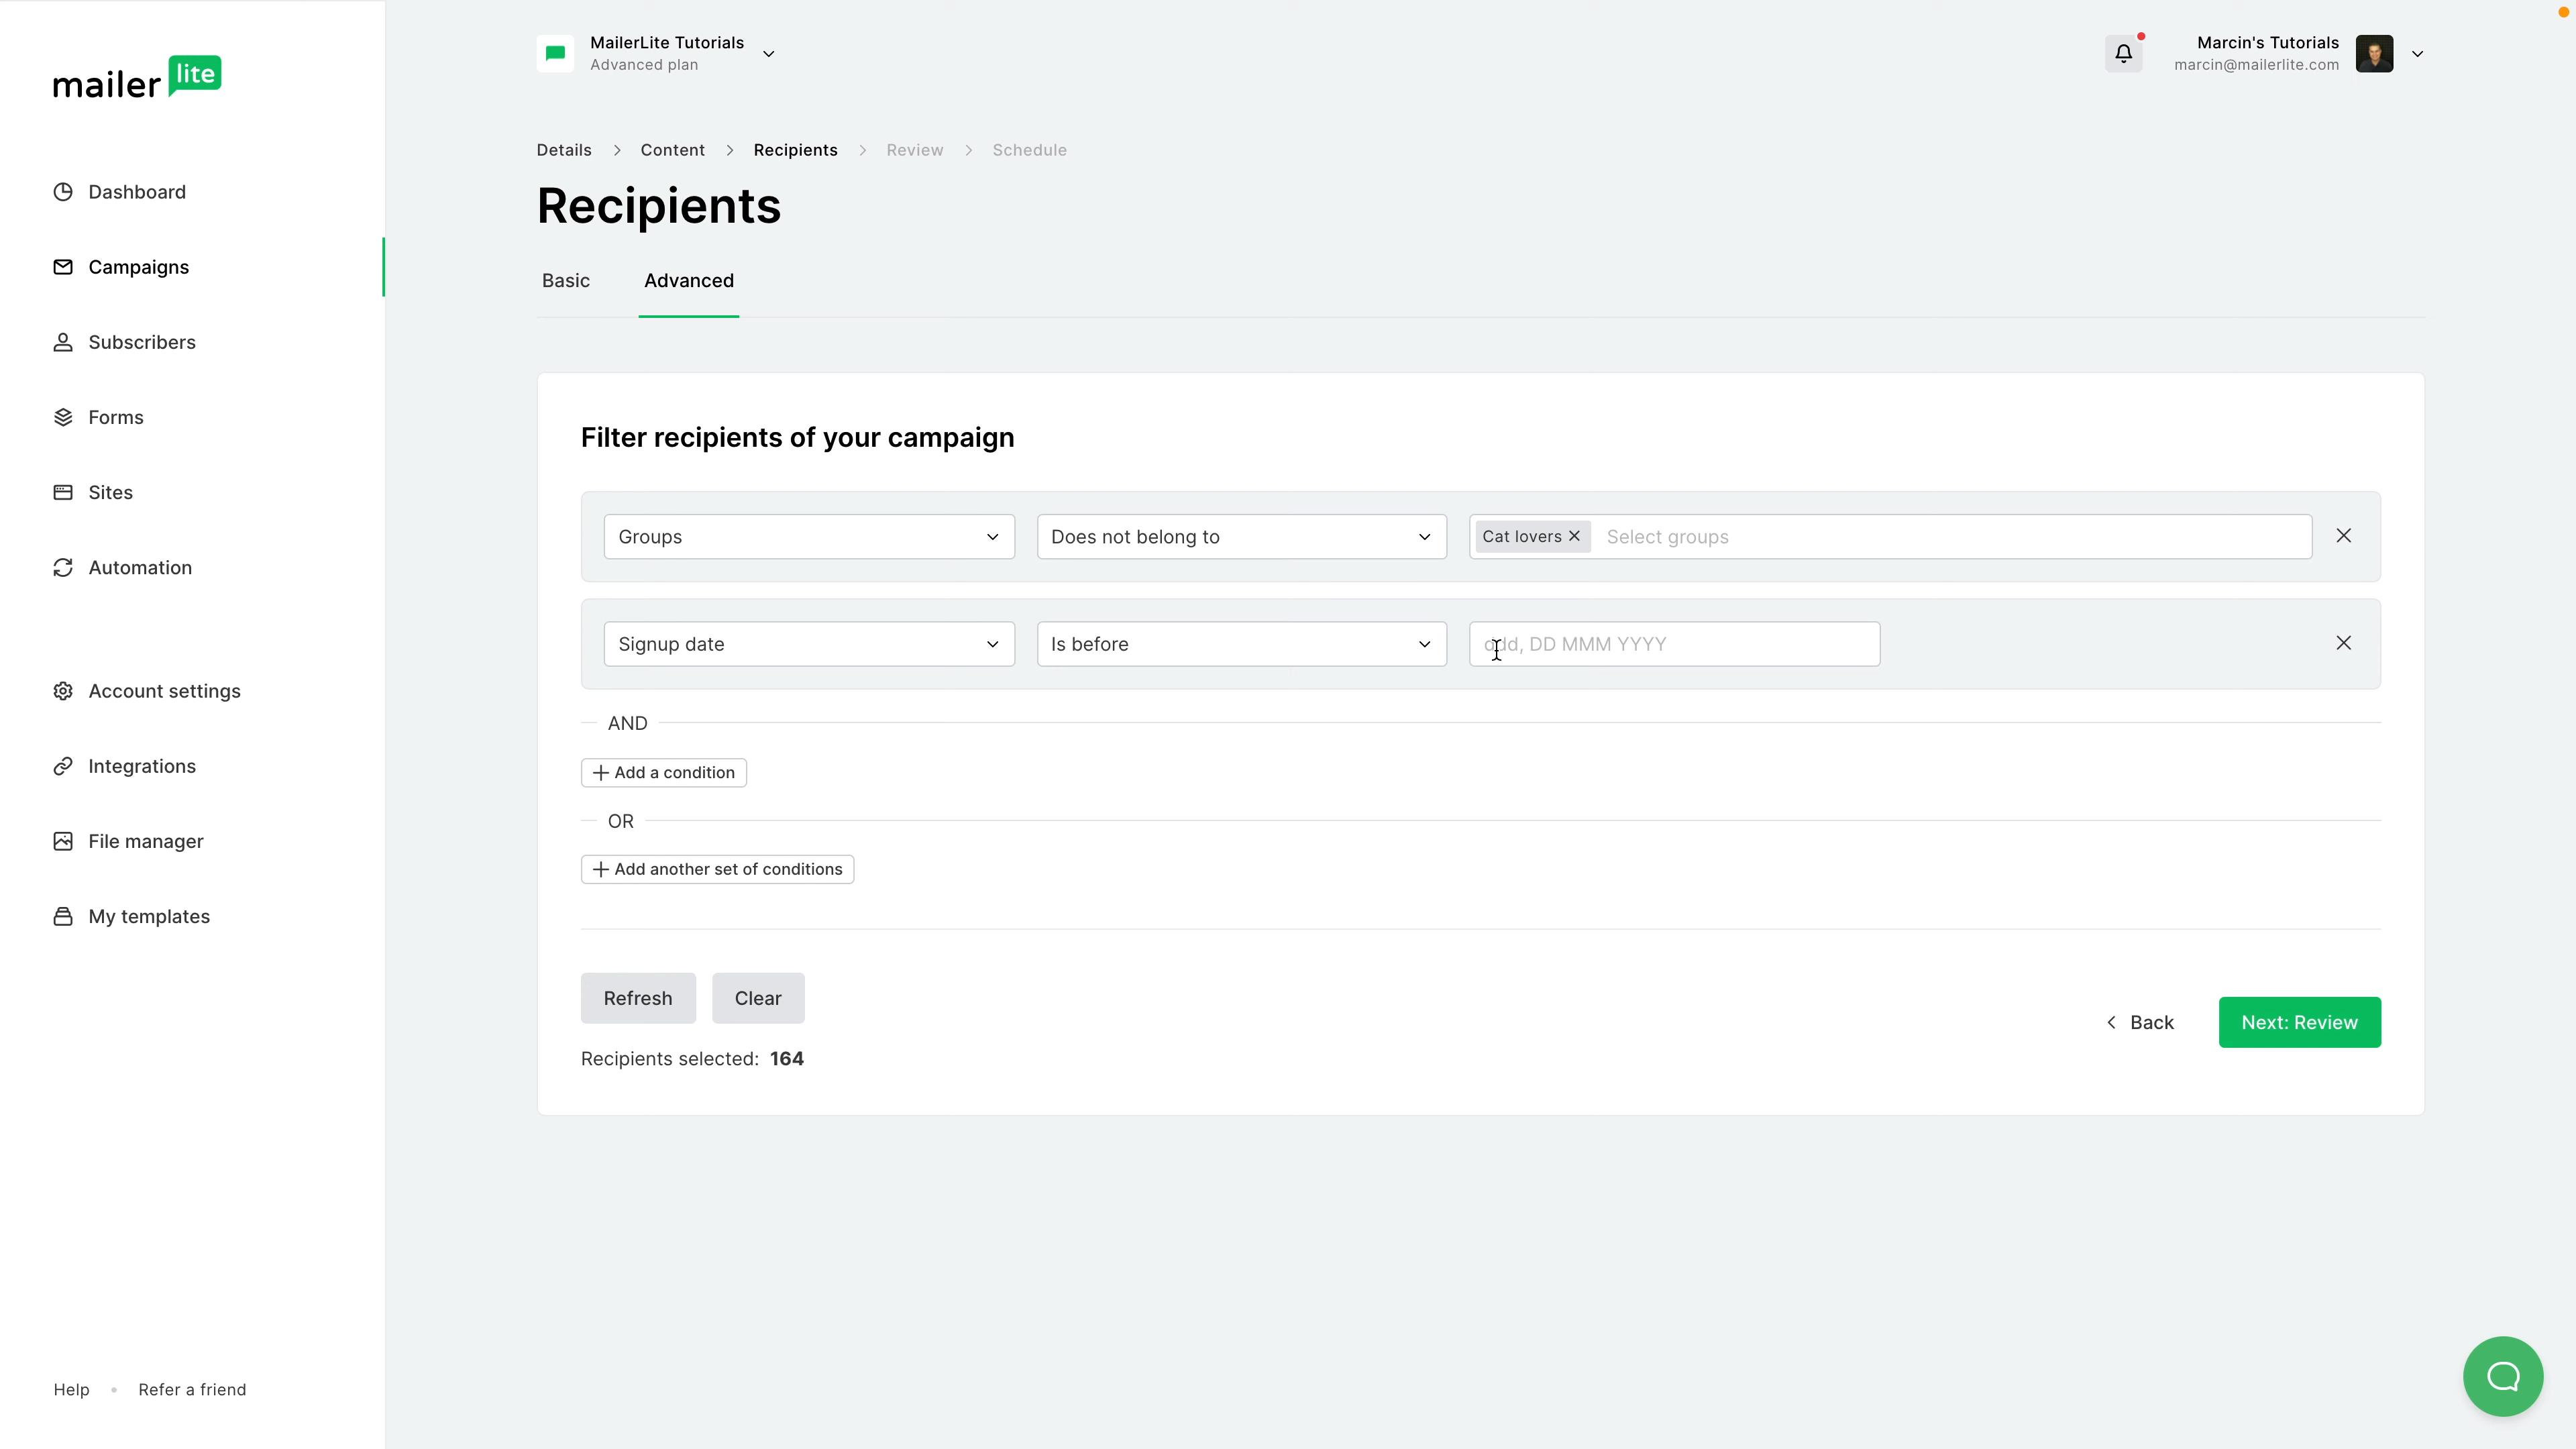 mailer lite
Dashboard
Campaigns
Subscribers
Forms
Sites
Automation
Account settings
Integrations
File manager
My templates
Help • Refer a friend
MailerLite Tutorials
Advanced plan
Marcin's Tutorials
marcin@mailerlite.com
Details > Content > Recipients > Review > Schedule
Recipients
Basic Advanced
Filter recipients of your campaign
Groups Does not belong to Cat lovers Select groups
Signup date Is before ddd, DD MMM YYYY
AND
+ Add a condition
OR
+ Add another set of conditions
Refresh Clear
Recipients selected: 164
Back Next: Review